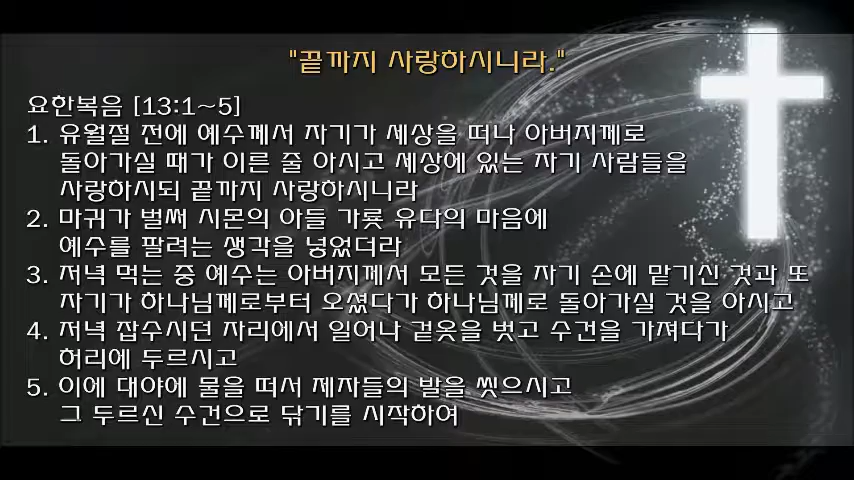 "끝까지 사랑하시니라."
요한복음 [13:1~5]
1. 유월절 전에 예수께서 자기가 세상을 떠나 아버지께로
돌아가실 때가 이른 줄 아시고 세상에 있는 자기 사람들을
사랑하시되 끝까지 사랑하시니라
2. 마귀가 벌써 시몬의 아들 가룟 유다의 마음에
예수를 팔려는 생각을 넣었더라
3. 저녁 먹는 중 예수는 아버지께서 모든 것을 자기 손에 맡기신 것과 또
자기가 하나님께로부터 오셨다가 하나님께로 돌아가실 것을 아시고
4. 저녁 잡수시던 자리에서 일어나 겉옷을 벗고 수건을 가져다가
허리에 두르시고
5. 이에 대야에 물을 떠서 제자들의 발을 씻으시고
그 두르신 수건으로 닦기를 시작하여